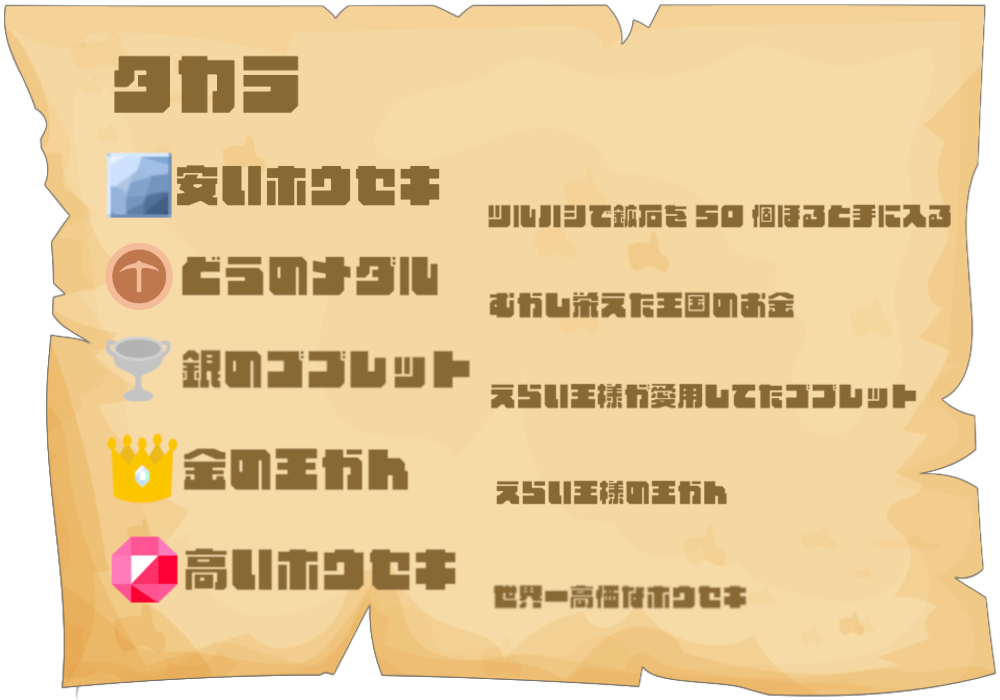 タカラ
安いホウセキ
ツルハシで鉱石を 50 個ほると手に入る
どうのメダル
むかし栄えた王国のお金
銀のゴブレット
えらい王様が愛用してたゴブレット
金の王かん
えらい王様の王かん
高いホウセキ
世界一高価なホウセキ